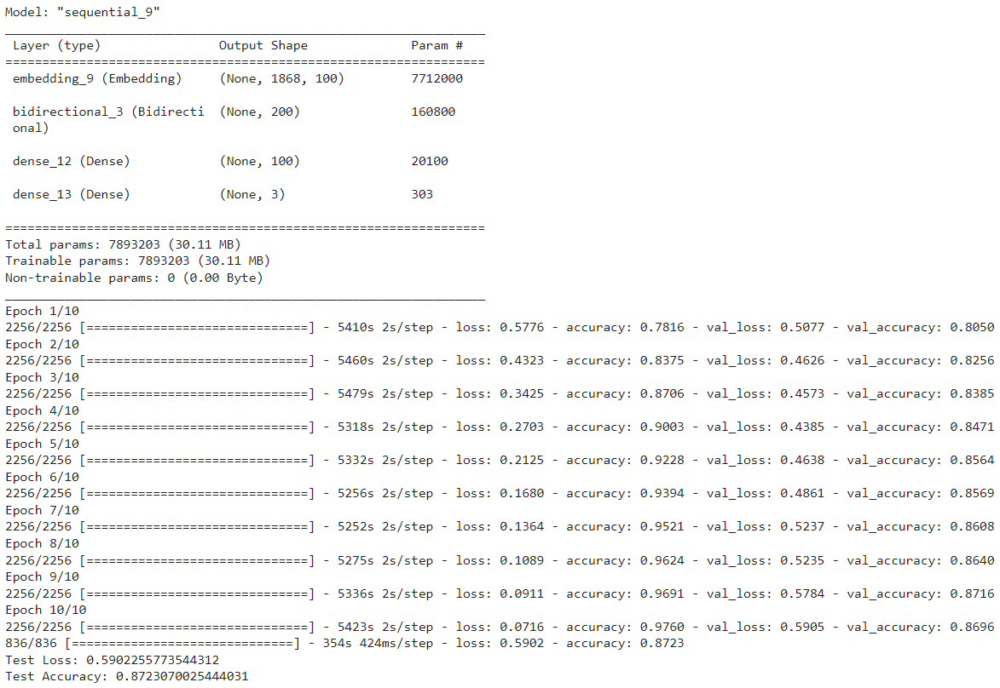 Model: "sequential_9"
_________________________________________________________________
Layer (type)                Output Shape              Param #
=================================================================
embedding_9 (Embedding)     (None, 1868, 100)         7712000
bidirectional_3 (Bidirecti  (None, 200)               160800
onal)
dense_12 (Dense)            (None, 100)               20100
dense_13 (Dense)            (None, 3)                 303
=================================================================
Total params: 7893203 (30.11 MB)
Trainable params: 7893203 (30.11 MB)
Non-trainable params: 0 (0.00 Byte)
_________________________________________________________________
Epoch 1/10
2256/2256 [==============================] - 5410s 2s/step - loss: 0.5776 - accuracy: 0.7816 - val_loss: 0.5077 - val_accuracy: 0.8050
Epoch 2/10
2256/2256 [==============================] - 5460s 2s/step - loss: 0.4323 - accuracy: 0.8375 - val_loss: 0.4626 - val_accuracy: 0.8256
Epoch 3/10
2256/2256 [==============================] - 5479s 2s/step - loss: 0.3425 - accuracy: 0.8706 - val_loss: 0.4573 - val_accuracy: 0.8385
Epoch 4/10
2256/2256 [==============================] - 5318s 2s/step - loss: 0.2703 - accuracy: 0.9003 - val_loss: 0.4385 - val_accuracy: 0.8471
Epoch 5/10
2256/2256 [==============================] - 5332s 2s/step - loss: 0.2125 - accuracy: 0.9228 - val_loss: 0.4638 - val_accuracy: 0.8564
Epoch 6/10
2256/2256 [==============================] - 5256s 2s/step - loss: 0.1680 - accuracy: 0.9394 - val_loss: 0.4861 - val_accuracy: 0.8569
Epoch 7/10
2256/2256 [==============================] - 5252s 2s/step - loss: 0.1364 - accuracy: 0.9521 - val_loss: 0.5237 - val_accuracy: 0.8608
Epoch 8/10
2256/2256 [==============================] - 5275s 2s/step - loss: 0.1089 - accuracy: 0.9624 - val_loss: 0.5235 - val_accuracy: 0.8640
Epoch 9/10
2256/2256 [==============================] - 5336s 2s/step - loss: 0.0911 - accuracy: 0.9691 - val_loss: 0.5784 - val_accuracy: 0.8716
Epoch 10/10
2256/2256 [==============================] - 5423s 2s/step - loss: 0.0716 - accuracy: 0.9760 - val_loss: 0.5905 - val_accuracy: 0.8696
836/836 [==============================] - 354s 424ms/step - loss: 0.5902 - accuracy: 0.8723
Test Loss: 0.5902255773544312
Test Accuracy: 0.8723070025444031